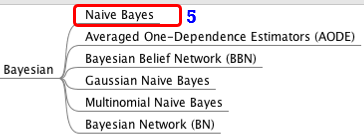 Naive Bayes 5
Averaged One-Dependence Estimators (AODE)
Bayesian Belief Network (BBN)
Bayesian
Gaussian Naive Bayes
Multinomial Naive Bayes
Bayesian Network (BN)